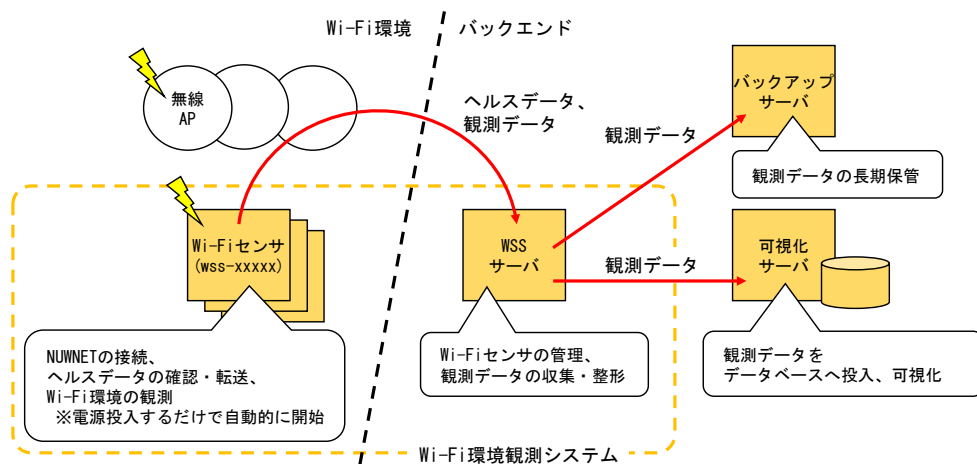 Wi-Fi環境
バックエンド
無線
AP
ヘルスデータ、
観測データ
観測データ
バックアップ
サーバ
観測データの長期保管
Wi-Fiセンサ
(wss-xxxxx)
WSS
サーバ
観測データ
可視化
サーバ
NUWNETの接続、
ヘルスデータの確認・転送、
Wi-Fi環境の観測
※電源投入するだけで自動的に開始
Wi-Fiセンサの管理、
観測データの収集・整形
観測データを
データベースへ投入、可視化
Wi-Fi環境観測システム